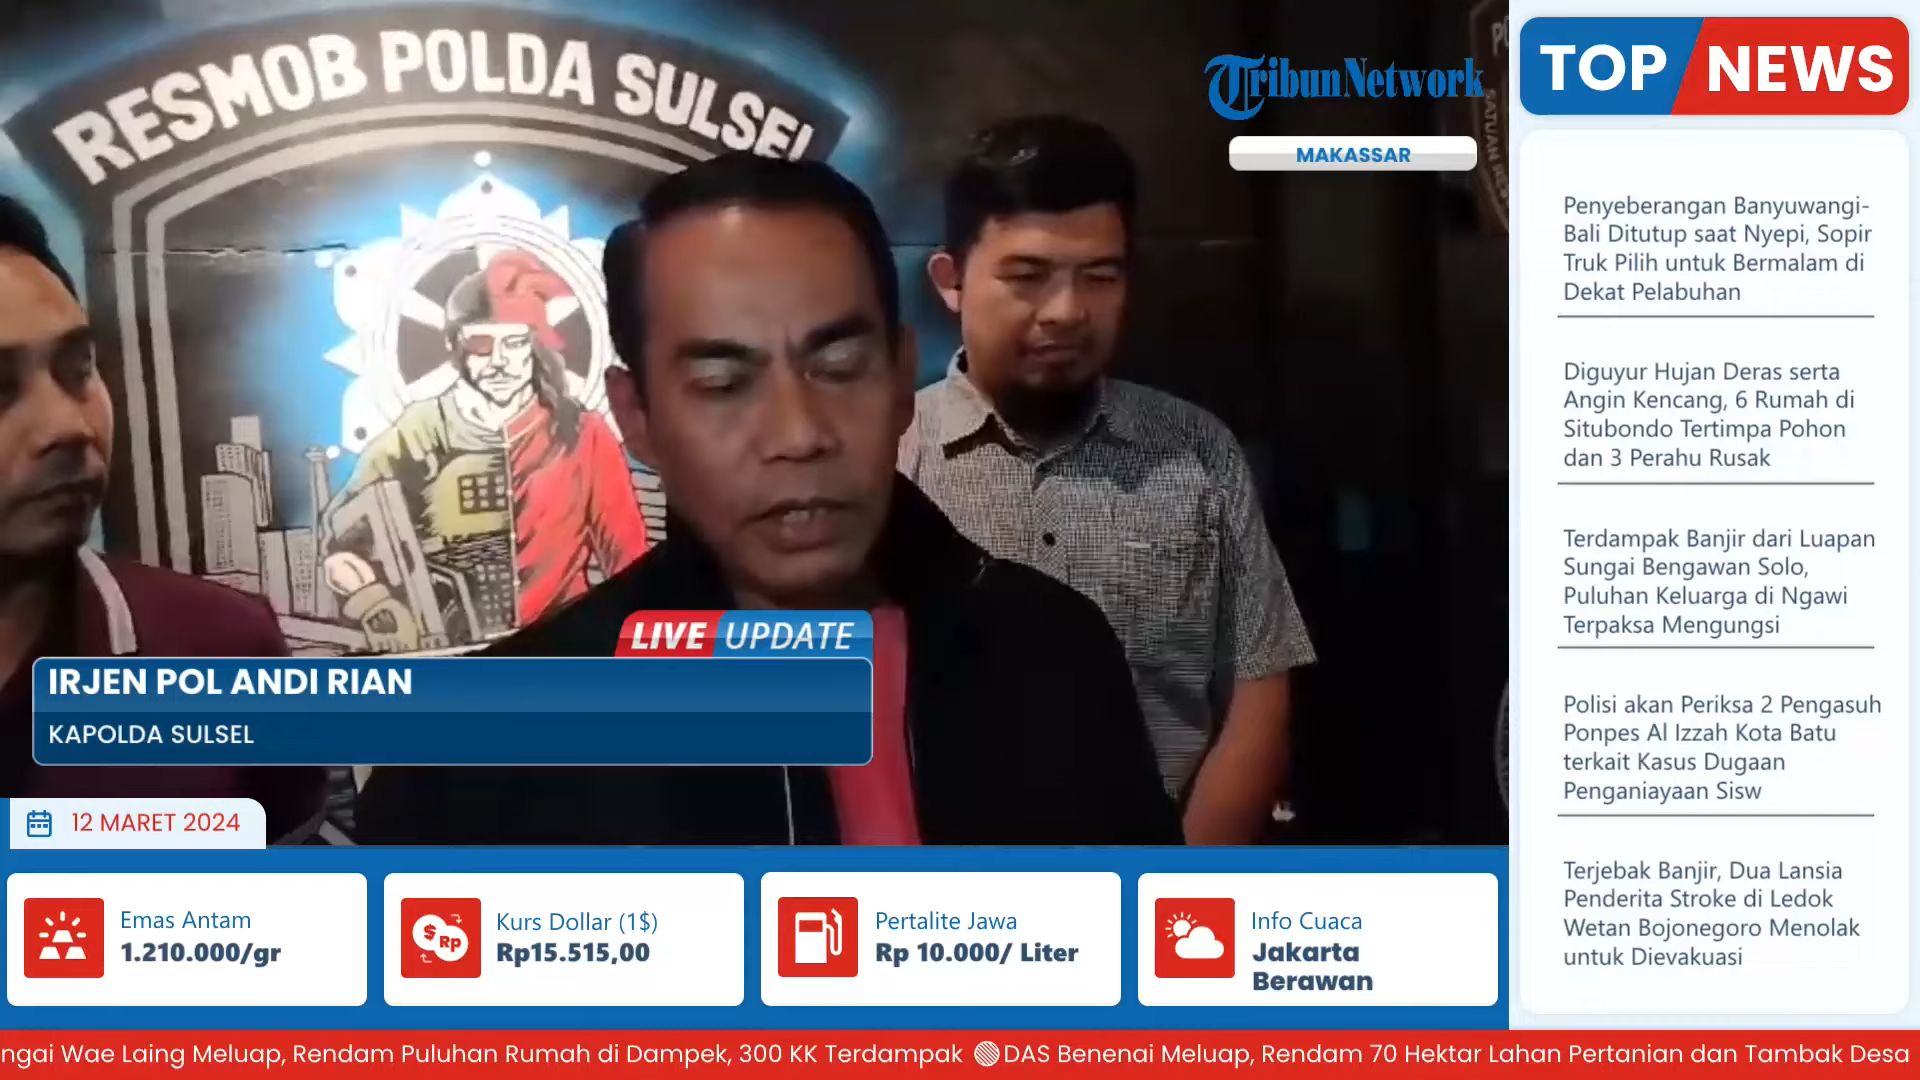 RESMOB POLDA SULSEL
TribunNetwork
MAKASSAR
LIVE UPDATE
IRJEN POL ANDI RIAN
KAPOLDA SULSEL
12 MARET 2024
Emas Antam
1.210.000/gr
Kurs Dollar (1$)
Rp15.515,00
Pertalite Jawa
Rp 10.000/ Liter
Info Cuaca
Jakarta
Berawan
TOP NEWS
Penyeberangan Banyuwangi-
Bali Ditutup saat Nyepi, Sopir
Truk Pilih untuk Bermalam di
Dekat Pelabuhan
Diguyur Hujan Deras serta
Angin Kencang, 6 Rumah di
Situbondo Tertimpa Pohon
dan 3 Perahu Rusak
Terdampak Banjir dari Luapan
Sungai Bengawan Solo,
Puluhan Keluarga di Ngawi
Terpaksa Mengungsi
Polisi akan Periksa 2 Pengasuh
Ponpes Al Izzah Kota Batu
terkait Kasus Dugaan
Penganiayaan Sisw
Terjebak Banjir, Dua Lansia
Penderita Stroke di Ledok
Wetan Bojonegoro Menolak
untuk Dievakuasi
ngai Wae Laing Meluap, Rendam Puluhan Rumah di Dampek, 300 KK Terdampak DAS Benenai Meluap, Rendam 70 Hektar Lahan Pertanian dan Tambak Desa